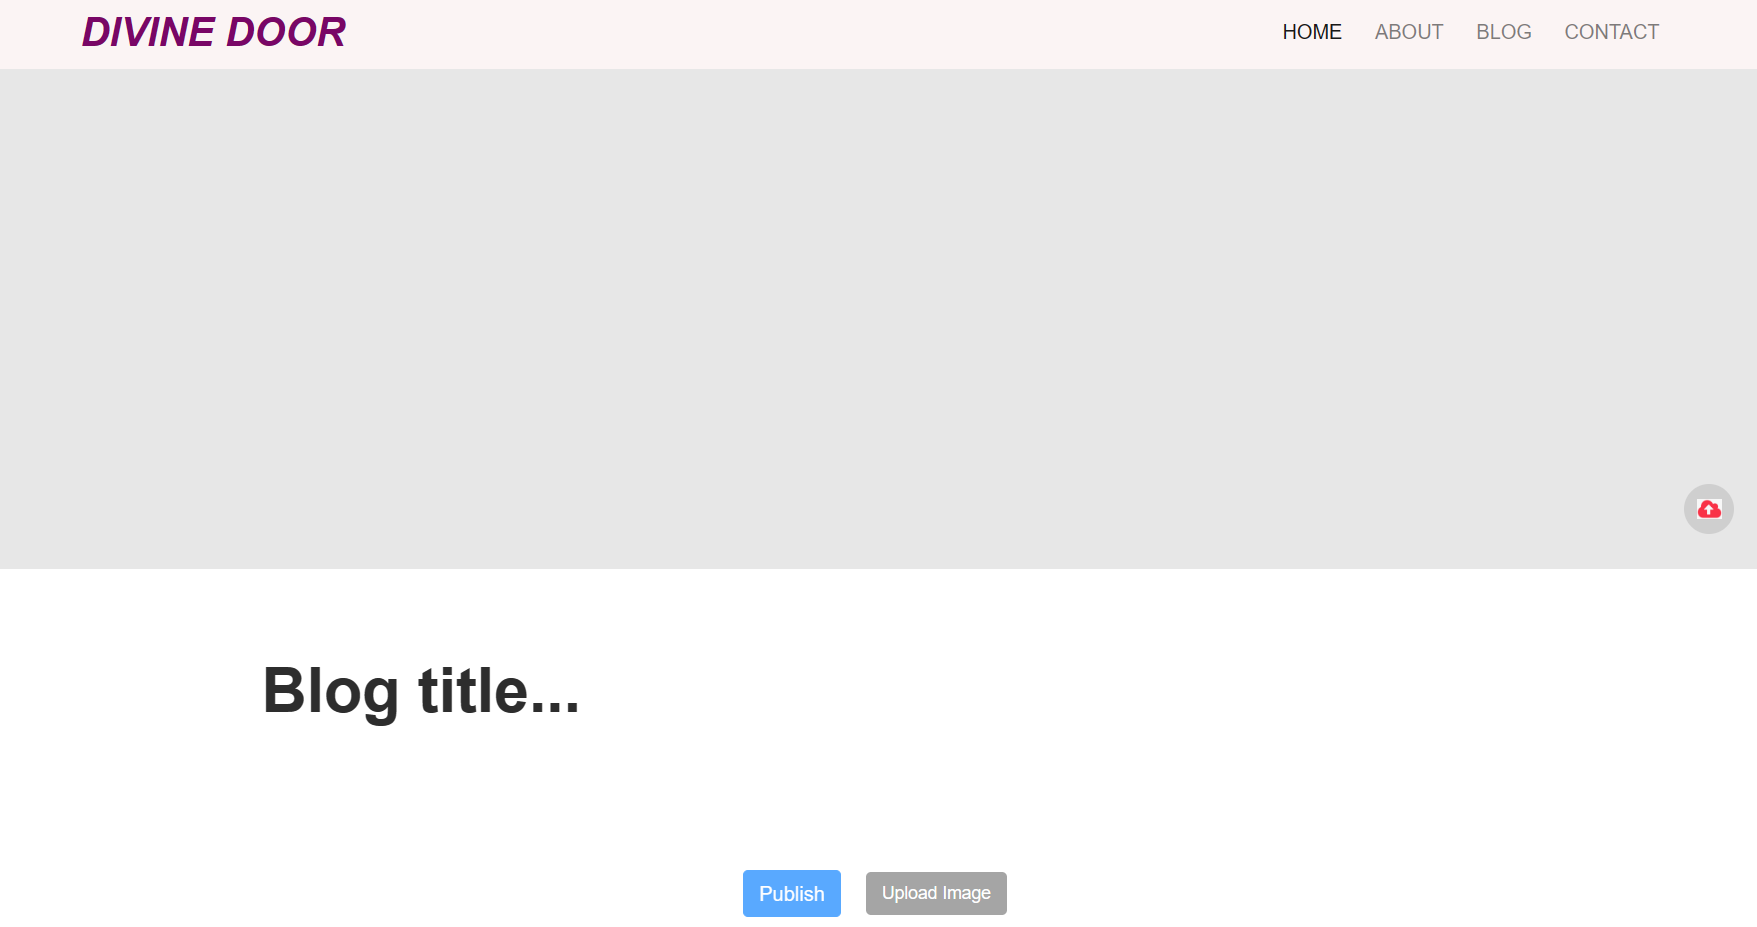 DIVINE DOOR
HOME ABOUT BLOG CONTACT
Blog title...
Publish Upload Image